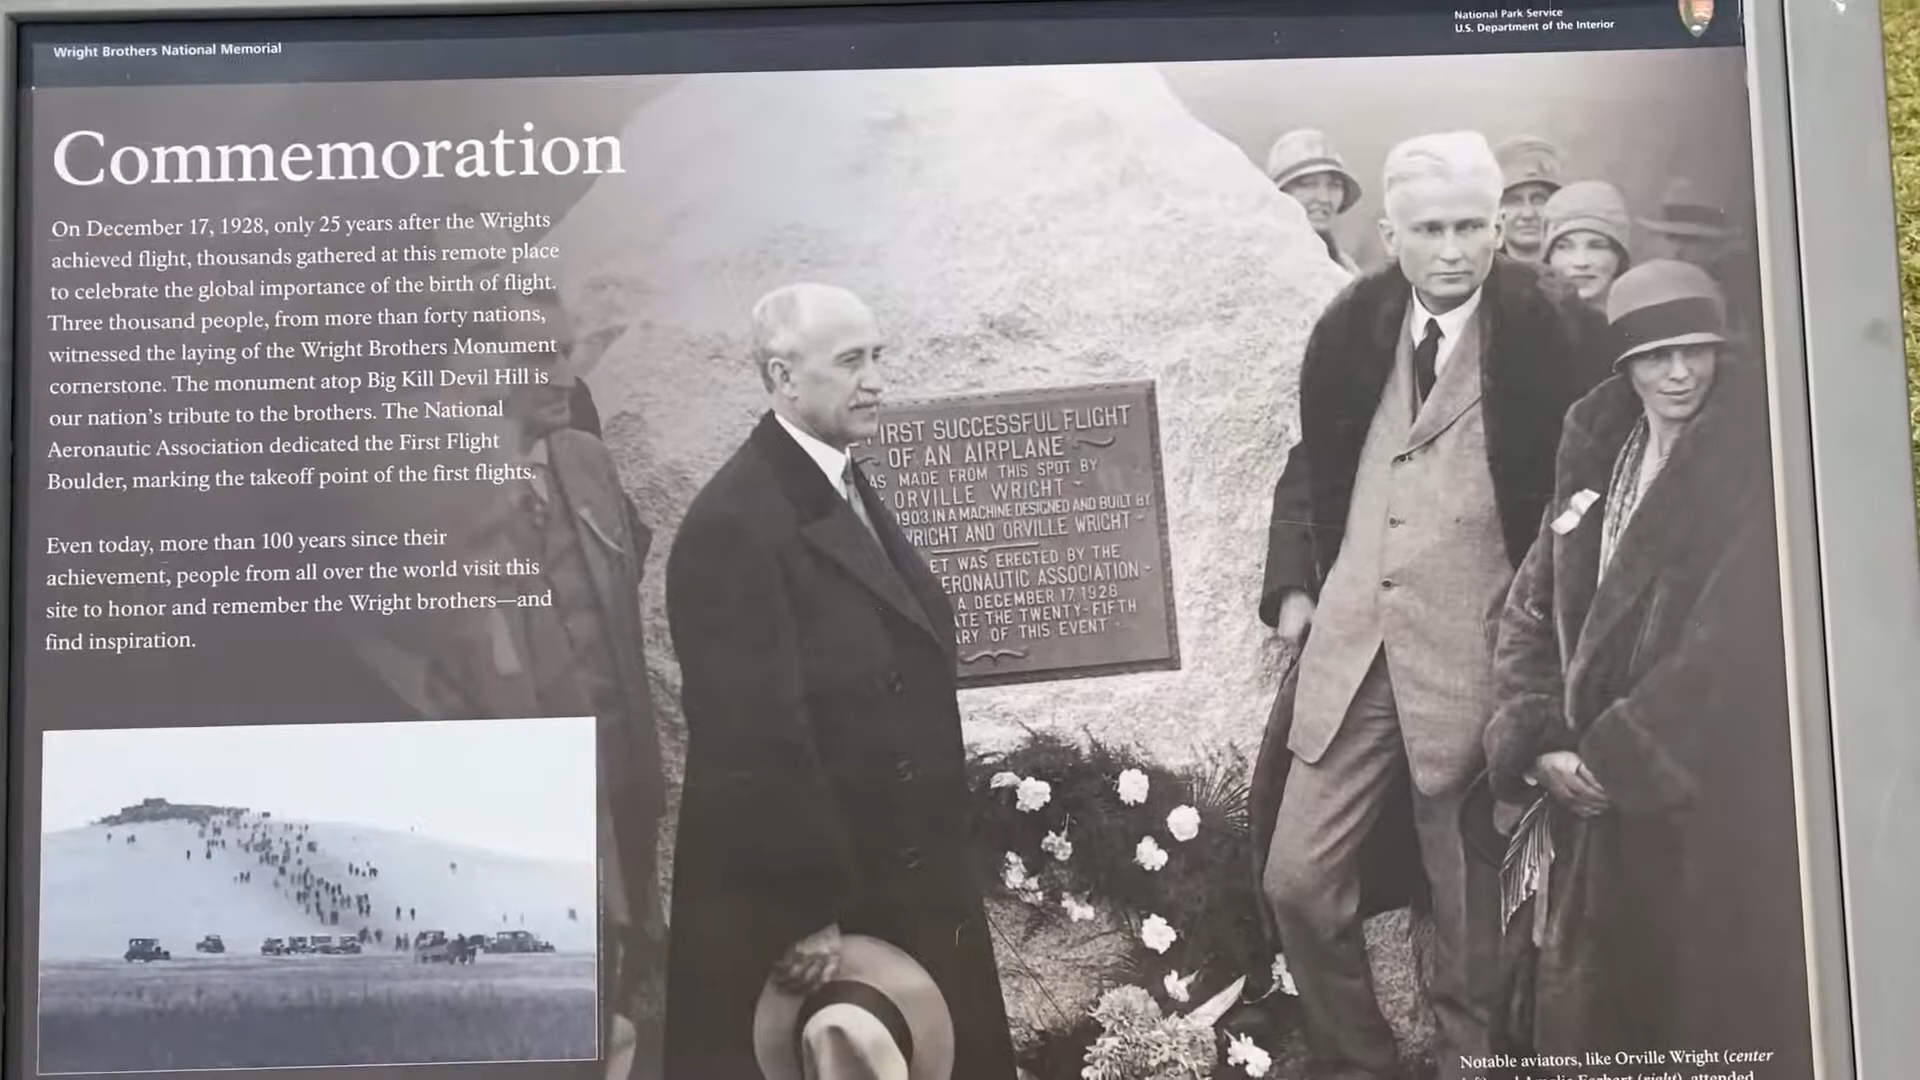 Wright Brothers National Memorial
National Park Service
U.S. Department of the Interior
Commemoration
On December 17, 1928, only 25 years after the Wrights
achieved flight, thousands gathered at this remote place
to celebrate the global importance of the birth of flight.
Three thousand people, from more than forty nations,
witnessed the laying of the Wright Brothers Monument
cornerstone. The monument atop Big Kill Devil Hill is
our nation's tribute to the brothers. The National
Aeronautic Association dedicated the First Flight
Boulder, marking the takeoff point of the first flights.
Even today, more than 100 years since their
achievement, people from all over the world visit this
site to honor and remember the Wright brothers—and
find inspiration.
IRST SUCCESSFUL FLIGHT
OF AN AIRPLANE
AS MADE FROM THIS SPOT BY
ORVILLE WRIGHT
1903, IN A MACHINE DESIGNED AND BUILT BY
WRIGHT AND ORVILLE WRIGHT
ET WAS ERECTED BY THE
ERONAUTIC ASSOCIATION
A. DECEMBER 17, 1928
ATE THE TWENTY-FIFTH
ARY OF THIS EVENT
Notable aviators, like Orville Wright (center
Amelia Earhart (right), attended